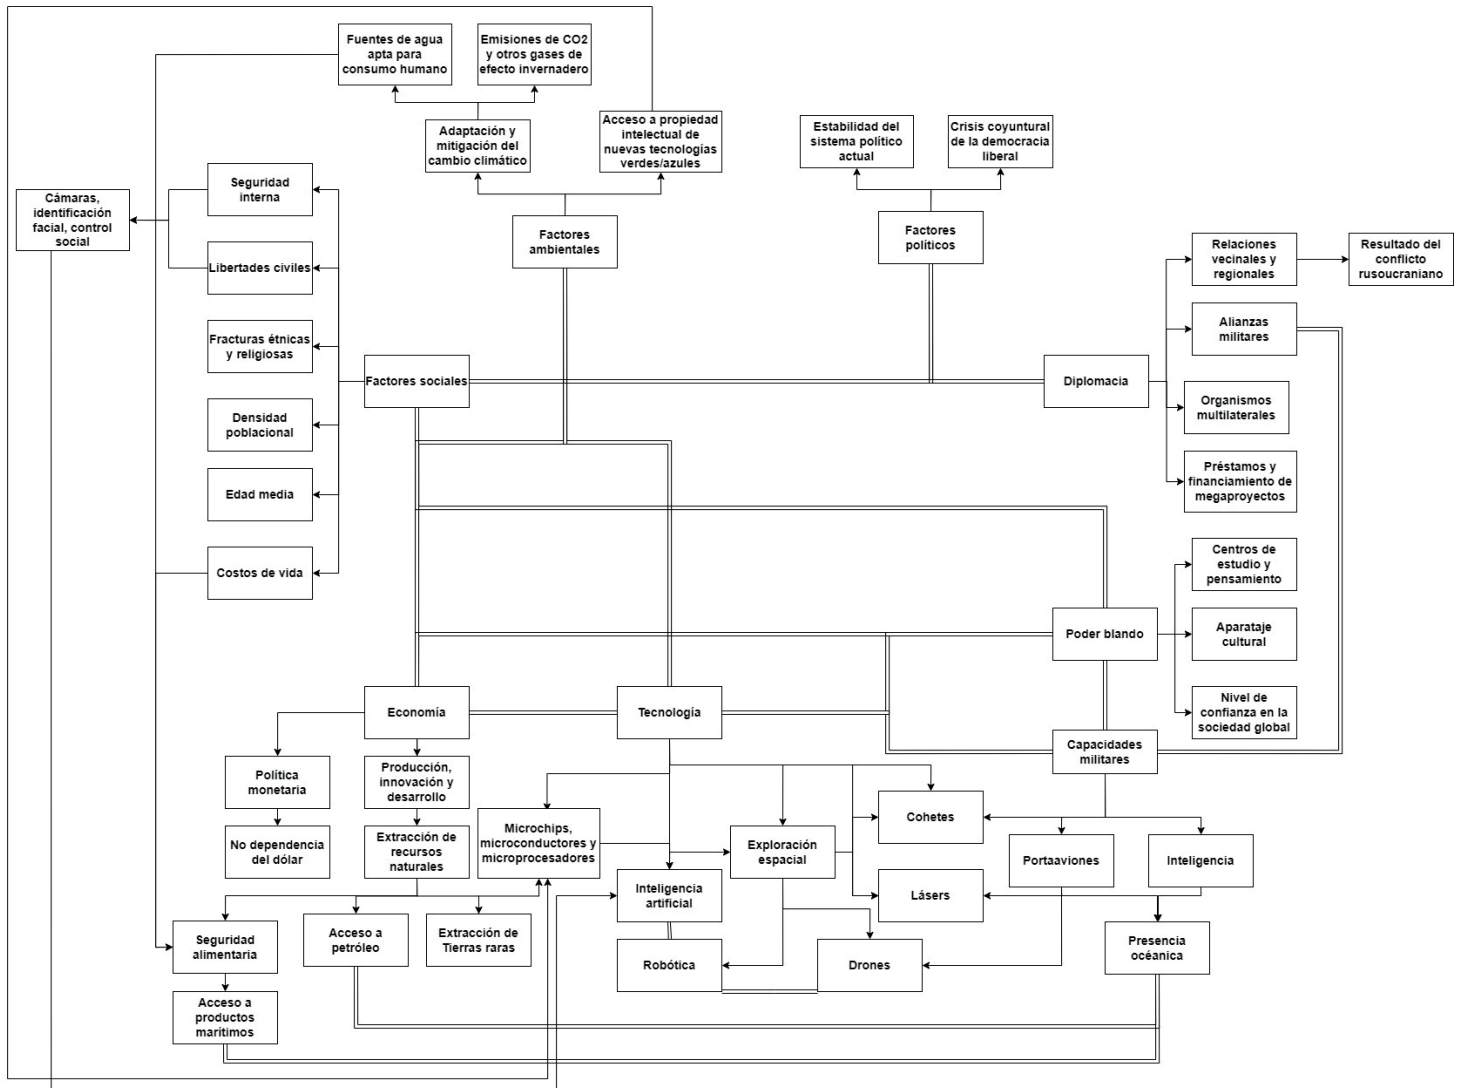 Fuentes de agua
apta para
consumo humano
Emisiones de CO2
y otros gases de
efecto invernadero
Adaptación y
mitigación del
cambio climático
Acceso a propiedad
intelectual de
nuevas tecnologías
verdes/azules
Estabilidad del
sistema político
actual
Crisis coyuntural
de la democracia
liberal
Seguridad
interna
Cámaras,
identificación
facial, control
social
Factores
ambientales
Factores
políticos
Libertades civiles
Relaciones
vecinales y
regionales
Resultado del
conflicto
rusoucraniano
Alianzas
militares
Fracturas étnicas
y religiosas
Factores sociales
Diplomacia
Organismos
multilaterales
Densidad
poblacional
Edad media
Préstamos y
financiamiento de
megaproyectos
Costos de vida
Centros de
estudio y
pensamiento
Poder blando
Aparataje
cultural
Nivel de
confianza en la
sociedad global
Economía
Tecnología
Capacidades
militares
Política
monetaria
Producción,
innovación y
desarrollo
No dependencia
del dólar
Extracción de
recursos
naturales
Microchips,
microconductores y
microprocesadores
Exploración
espacial
Cohetes
Portaaviones
Inteligencia
Inteligencia
artificial
Lásers
Seguridad
alimentaria
Acceso a
petróleo
Extracción de
Tierras raras
Robótica
Drones
Presencia
océanica
Acceso a
productos
marítimos